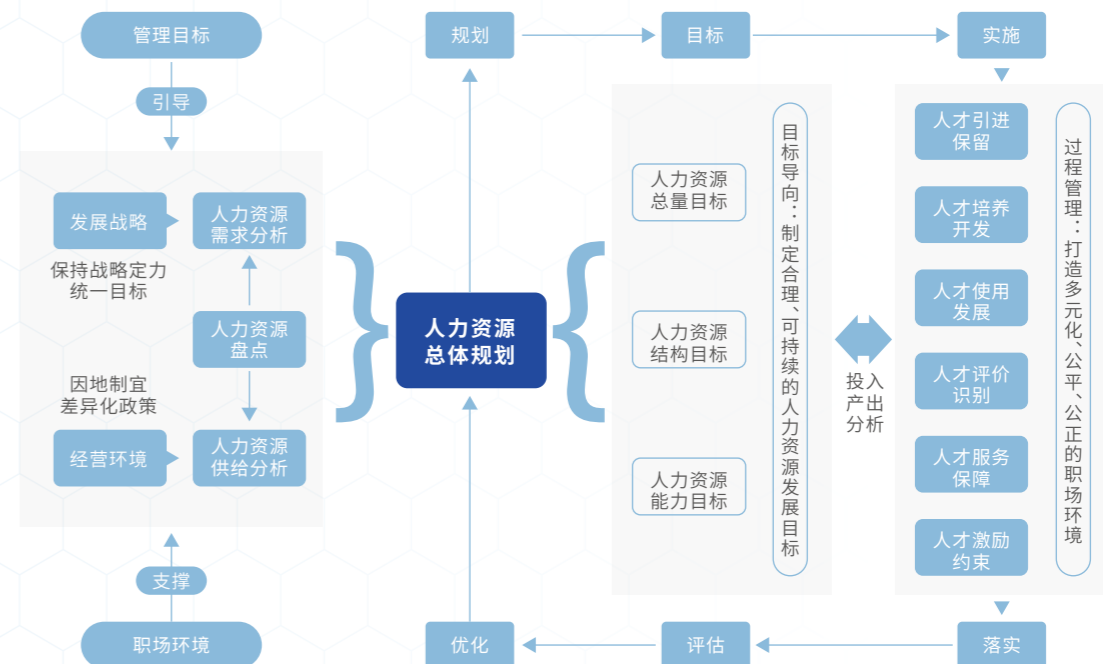 管理目标
引导
发展战略
人力资源
需求分析
保持战略定力
统一目标
人力资源
盘点
因地制宜
差异化政策
经营环境
人力资源
供给分析
支撑
职场环境
人力资源
总体规划
规划
目标
实施
人力资源
总量目标
人力资源
结构目标
人力资源
能力目标
目标导向：制定合理、可持续的人力资源发展目标
投入
产出
分析
人才引进
保留
人才培养
开发
人才使用
发展
人才评价
识别
人才服务
保障
人才激励
约束
过程管理：打造多元化、公平、公正的职场环境
优化
评估
落实